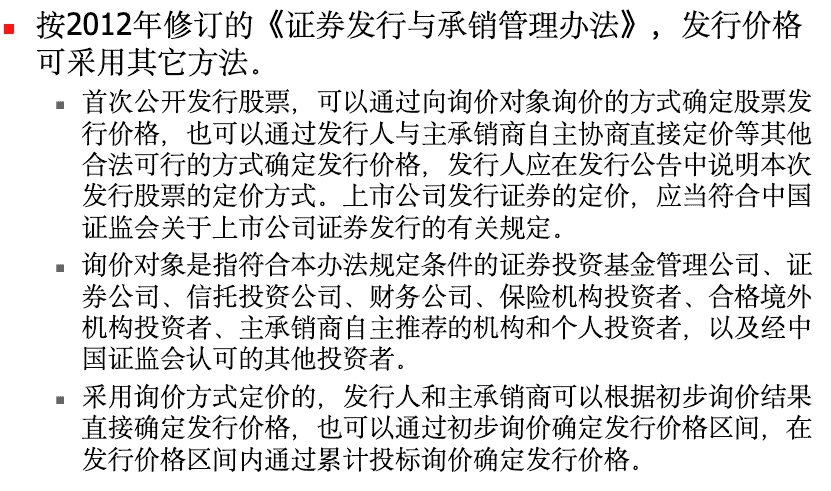 按2012年修订的《证券发行与承销管理办法》，发行价格
可采用其它方法。
首次公开发行股票，可以通过向询价对象询价的方式确定股票发
行价格，也可以通过发行人与主承销商自主协商直接定价等其他
合法可行的方式确定发行价格，发行人应在发行公告中说明本次
发行股票的定价方式。上市公司发行证券的定价，应当符合中国
证监会关于上市公司证券发行的有关规定。
询价对象是指符合本办法规定条件的证券投资基金管理公司、证
券公司、信托投资公司、财务公司、保险机构投资者、合格境外
机构投资者、主承销商自主推荐的机构和个人投资者，以及经中
国证监会认可的其他投资者。
采用询价方式定价的，发行人和主承销商可以根据初步询价结果
直接确定发行价格，也可以通过初步询价确定发行价格区间，在
发行价格区间内通过累计投标询价确定发行价格。